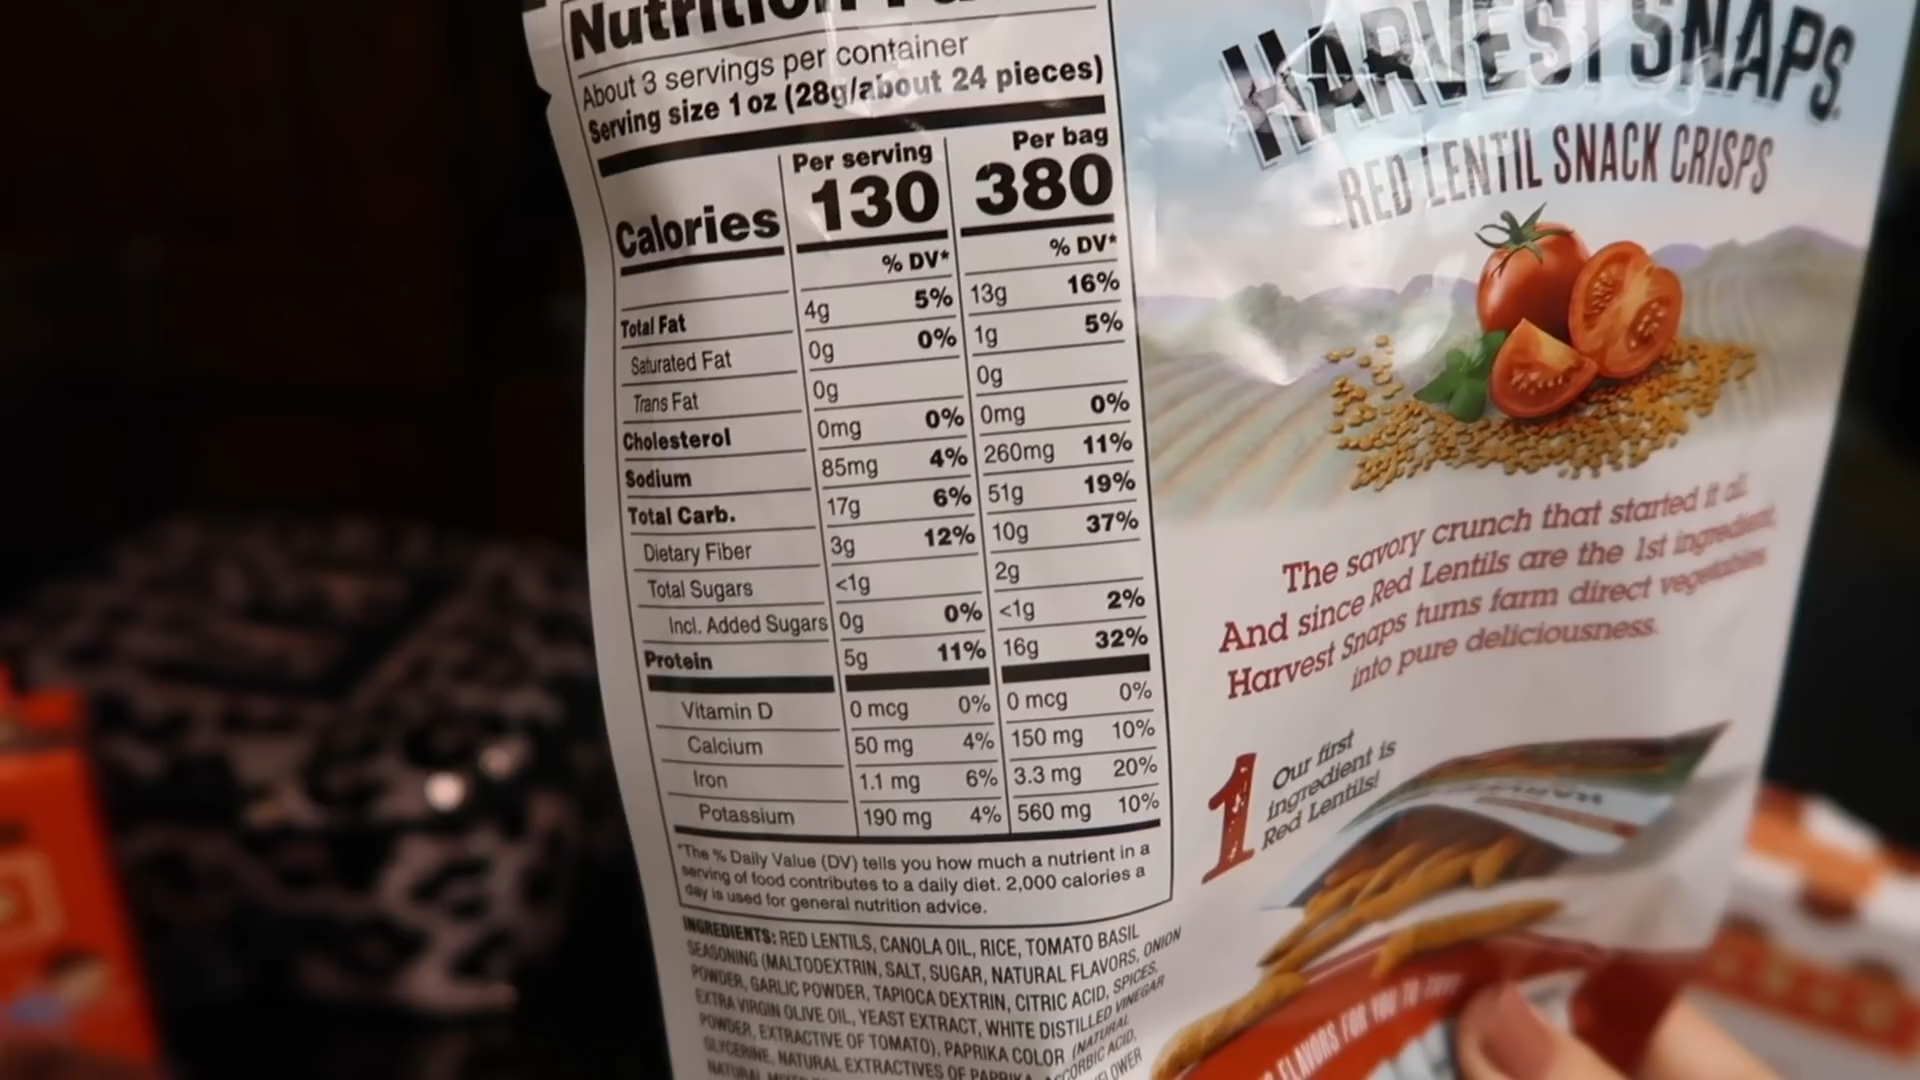 Nutrition
About 3 servings per container
Serving size 1 oz (28g/about 24 pieces)
Per serving Per bag
Calories 130 380
% DV* % DV*
Total Fat 4g 5% 13g 16%
Saturated Fat 0g 0% 1g 5%
Trans Fat 0g 0g
Cholesterol 0mg 0% 0mg 0%
Sodium 85mg 4% 260mg 11%
Total Carb. 17g 6% 51g 19%
Dietary Fiber 3g 12% 10g 37%
Total Sugars <1g 2g
Incl. Added Sugars 0g 0% <1g 2%
Protein 5g 11% 16g 32%
Vitamin D 0 mcg 0% 0 mcg 0%
Calcium 50 mg 4% 150 mg 10%
Iron 1.1 mg 6% 3.3 mg 20%
Potassium 190 mg 4% 560 mg 10%
*The % Daily Value (DV) tells you how much a nutrient in a
serving of food contributes to a daily diet. 2,000 calories a
day is used for general nutrition advice.
INGREDIENTS: RED LENTILS, CANOLA OIL, RICE, TOMATO BASIL
SEASONING (MALTODEXTRIN, SALT, SUGAR, NATURAL FLAVORS, ONION
POWDER, GARLIC POWDER, TAPIOCA DEXTRIN, CITRIC ACID, SPICES,
EXTRA VIRGIN OLIVE OIL, YEAST EXTRACT, WHITE DISTILLED VINEGAR
POWDER, EXTRACTIVE OF TOMATO), PAPRIKA COLOR (NATURAL
GLYCERINE, NATURAL EXTRACTIVES OF PAPRIKA,
NATURAL
HARVEST SNAPS
RED LENTIL SNACK CRISPS
The savory crunch that started it all.
And since Red Lentils are the 1st ingredient
Harvest Snaps turns farm direct vegetables
into pure deliciousness.
1
Our first
ingredient is
Red Lentils!
FLAVORS FOR YOU TO TRY